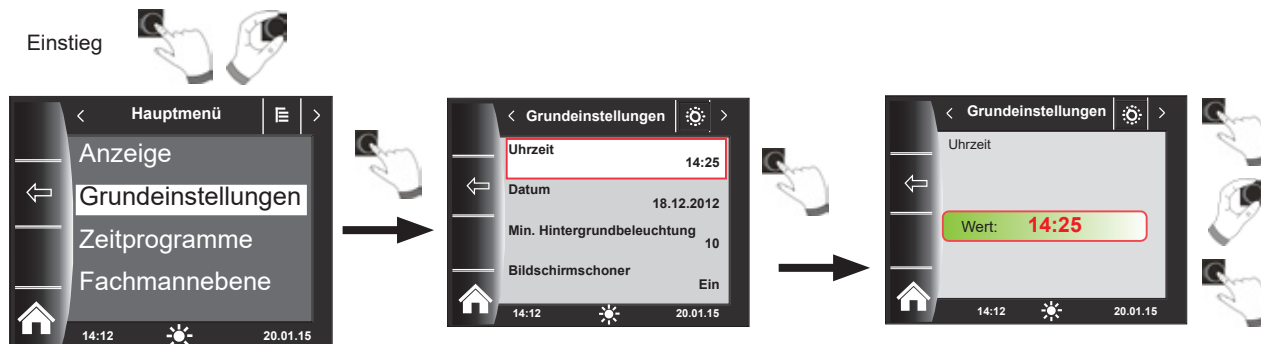 Einstieg
Hauptmenü
Anzeige
Grundeinstellungen
Zeitprogramme
Fachmannebene
14:12 20.01.15
Grundeinstellungen
Uhrzeit
14:25
Datum
18.12.2012
Min. Hintergrundbeleuchtung
10
Bildschirmschoner
Ein
14:12 20.01.15
Grundeinstellungen
Uhrzeit
Wert: 14:25
14:12 20.01.15